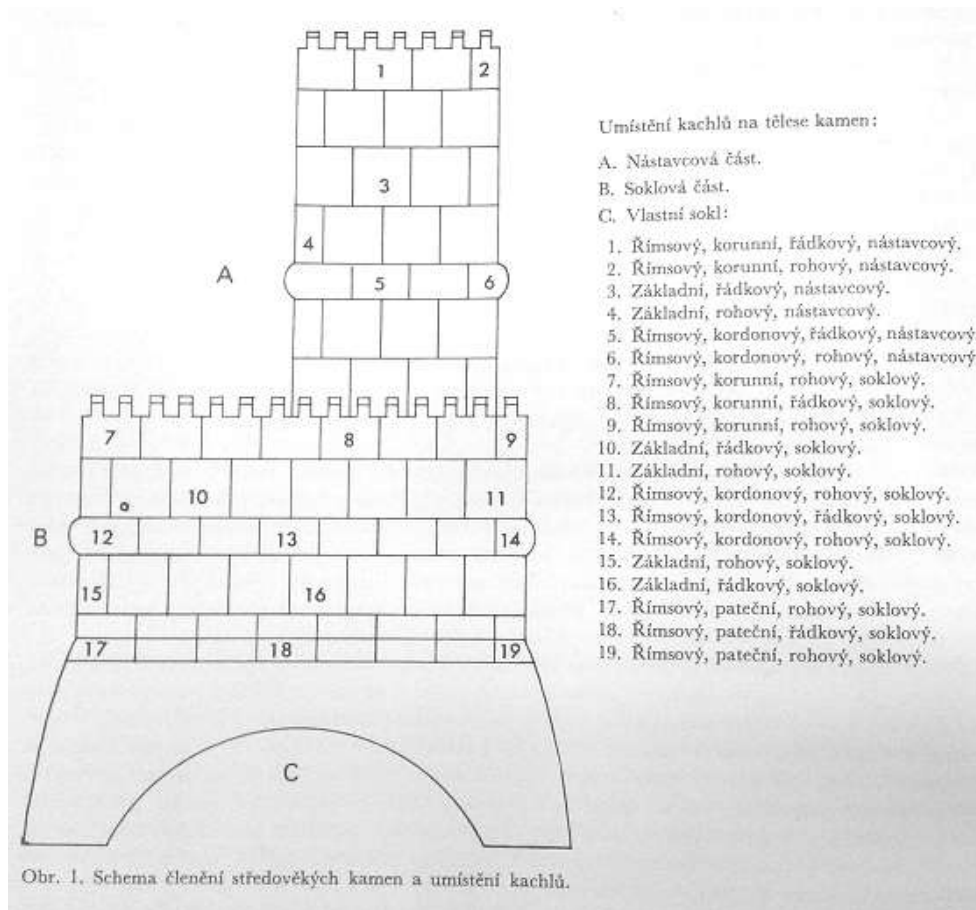 1 2
3
4
A 5 6
7 8 9
10 11
B 12 13 14
15 16
17 18 19
C
Umístění kachlů na tělese kamen:
A. Nástavcová část.
B. Soklová část.
C. Vlastní sokl:
1. Římsový, korunní, řádkový, nástavcový.
2. Římsový, korunní, rohový, nástavcový.
3. Základní, řádkový, nástavcový.
4. Základní, rohový, nástavcový.
5. Římsový, kordonový, řádkový, nástavcový
6. Římsový, kordonový, rohový, nástavcový
7. Římsový, korunní, rohový, soklový.
8. Římsový, korunní, řádkový, soklový.
9. Římsový, korunní, rohový, soklový.
10. Základní, řádkový, soklový.
11. Základní, rohový, soklový.
12. Římsový, kordonový, rohový, soklový.
13. Římsový, kordonový, řádkový, soklový.
14. Římsový, kordonový, rohový, soklový.
15. Základní, rohový, soklový.
16. Základní, řádkový, soklový.
17. Římsový, pateční, rohový, soklový.
18. Římsový, pateční, řádkový, soklový.
19. Římsový, pateční, rohový, soklový.
Obr. 1. Schema členění středověkých kamen a umístění kachlů.